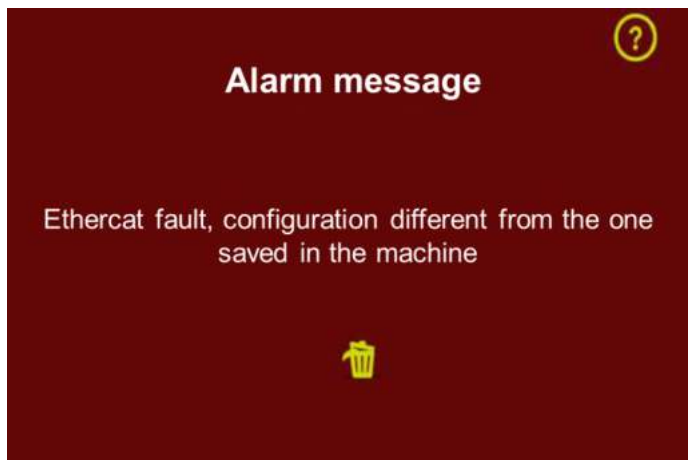 ?
Alarm message
Ethercat fault, configuration different from the one
saved in the machine